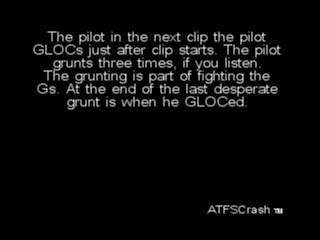 The pilot in the next clip the pilot
GLOCs just after clip starts. The pilot
grunts three times, if you listen.
The grunting is part of fighting the
Gs. At the end of the last desperate
grunt is when he GLOCed.
ATFSCrash ™